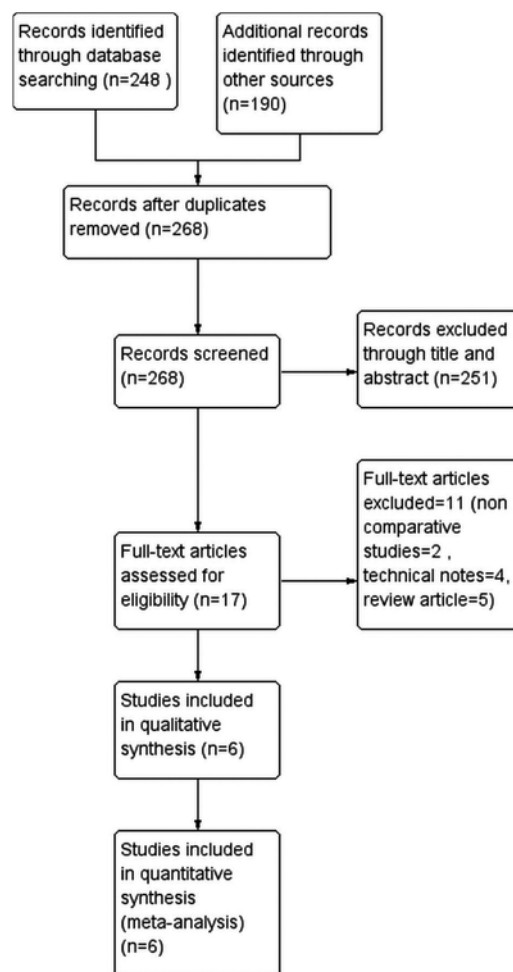 Records identified
through database
searching (n=248 )
Additional records
identified through
other sources
(n=190)
Records after duplicates
removed (n=268)
Records screened
(n=268)
Records excluded
through title and
abstract (n=251)
Full-text articles
assessed for
eligibility (n=17)
Full-text articles
excluded=11 (non
comparative
studies=2 ,
technical notes=4,
review article=5)
Studies included
in qualitative
synthesis (n=6)
Studies included
in quantitative
synthesis
(meta-analysis)
(n=6)